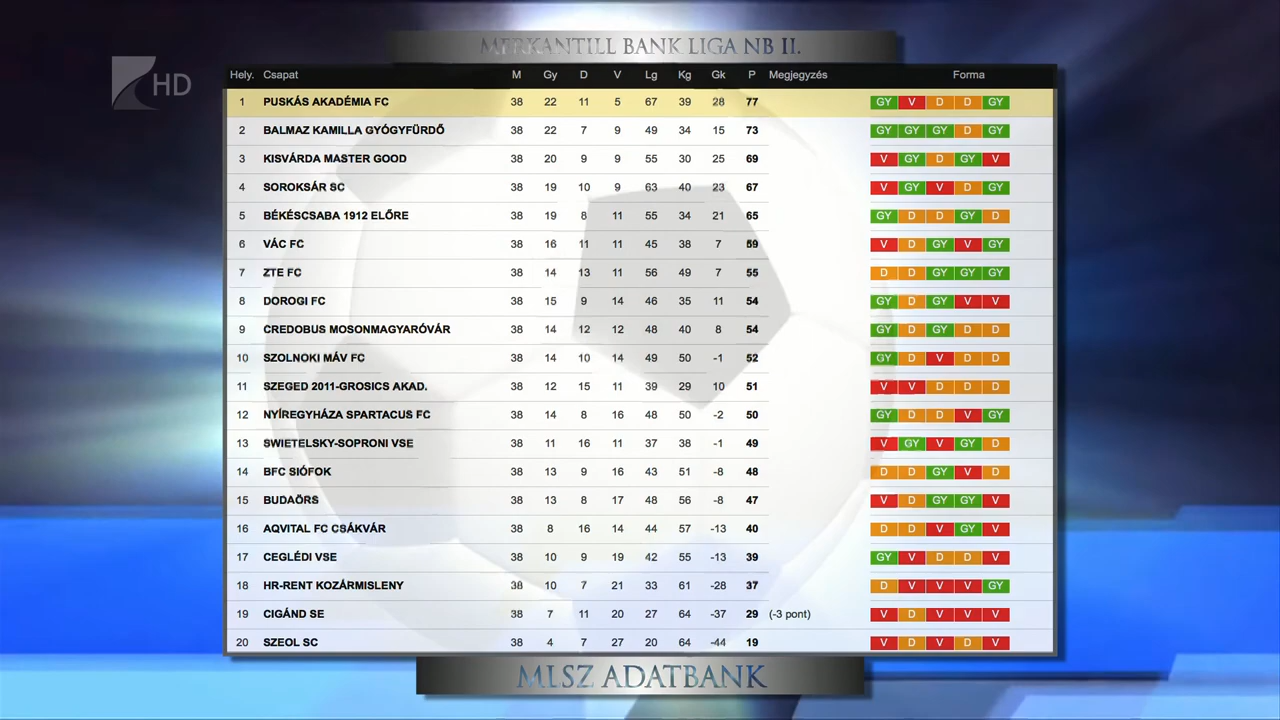 MERKANTILL BANK LIGA NB II.
HD
Hely. Csapat M Gy D V Lg Kg Gk P Megjegyzés Forma
1 PUSKÁS AKADÉMIA FC 38 22 11 5 67 39 28 77 GY V D D GY
2 BALMAZ KAMILLA GYÓGYFÜRDŐ 38 22 7 9 49 34 15 73 GY GY GY D GY
3 KISVÁRDA MASTER GOOD 38 20 9 9 55 30 25 69 V GY D GY V
4 SOROKSÁR SC 38 19 10 9 63 40 23 67 V GY V D GY
5 BÉKÉSCSABA 1912 ELŐRE 38 19 8 11 55 34 21 65 GY D D GY D
6 VÁC FC 38 16 11 11 45 38 7 59 V D GY V GY
7 ZTE FC 38 14 13 11 56 49 7 55 D D GY GY GY
8 DOROGI FC 38 15 9 14 46 35 11 54 GY D GY V V
9 CREDOBUS MOSONMAGYARÓVÁR 38 14 12 12 48 40 8 54 GY D GY D D
10 SZOLNOKI MÁV FC 38 14 10 14 49 50 -1 52 GY D V D D
11 SZEGED 2011-GROSICS AKAD. 38 12 15 11 39 29 10 51 V V D D D
12 NYÍREGYHÁZA SPARTACUS FC 38 14 8 16 48 50 -2 50 GY D D V GY
13 SWIETELSKY-SOPRONI VSE 38 11 16 11 37 38 -1 49 V GY V GY D
14 BFC SIÓFOK 38 13 9 16 43 51 -8 48 D D GY V D
15 BUDAÖRS 38 13 8 17 48 56 -8 47 V D GY GY V
16 AQVITAL FC CSÁKVÁR 38 8 16 14 44 57 -13 40 D D V GY V
17 CEGLÉDI VSE 38 10 9 19 42 55 -13 39 GY V D D V
18 HR-RENT KOZÁRMISLENY 38 10 7 21 33 61 -28 37 D V V V GY
19 CIGÁND SE 38 7 11 20 27 64 -37 29 (-3 pont) V D V V V
20 SZEOL SC 38 4 7 27 20 64 -44 19 V D V D V
MLSZ ADATBANK